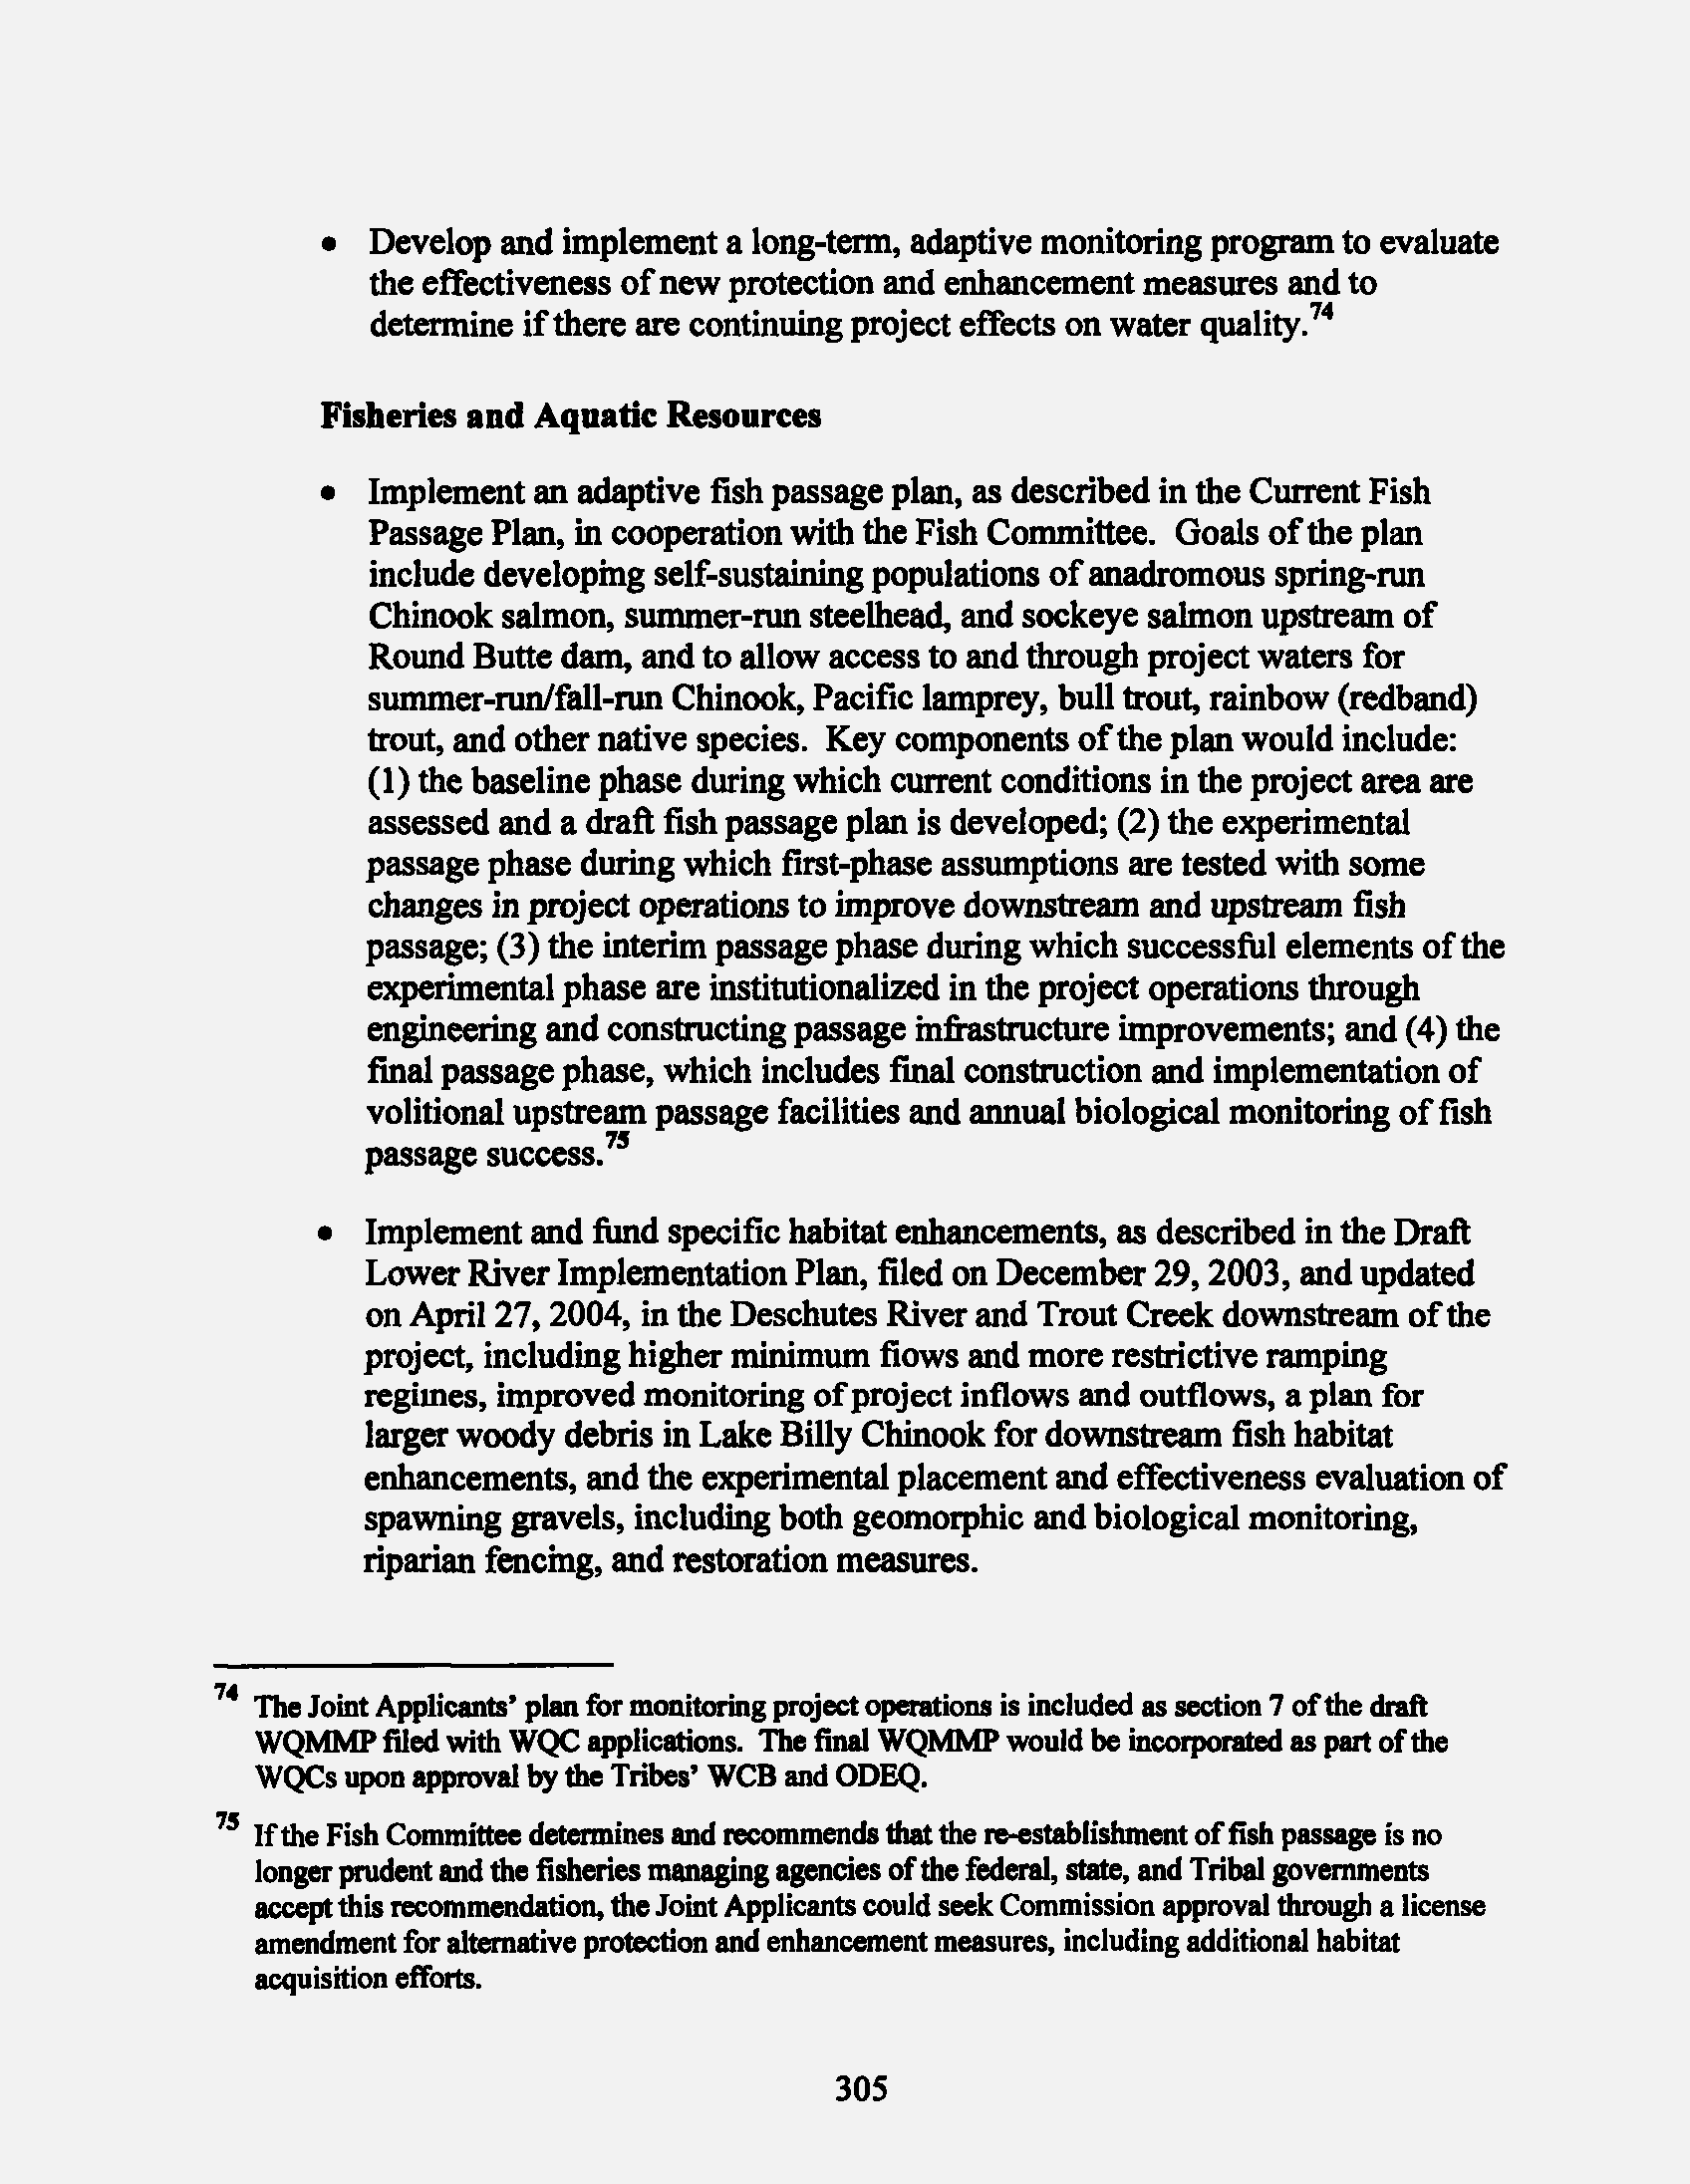 • Develop and implement a long-term, adaptive monitoring program to evaluate
the effectiveness of new protection and enhancement measures and to
determine if there are continuing project effects on water quality.74
Fisheries and Aquatic Resources
• Implement an adaptive fish passage plan, as described in the Current Fish
Passage Plan, in cooperation with the Fish Committee. Goals of the plan
include developing self-sustaining populations of anadromous spring-run
Chinook salmon, summer-run steelhead, and sockeye salmon upstream of
Round Butte dam, and to allow access to and through project waters for
summer-run/fall-run Chinook, Pacific lamprey, bull trout, rainbow (redband)
trout, and other native species. Key components of the plan would include:
(1) the baseline phase during which current conditions in the project area are
assessed and a draft fish passage plan is developed; (2) the experimental
passage phase during which first-phase assumptions are tested with some
changes in project operations to improve downstream and upstream fish
passage; (3) the interim passage phase during which successful elements of the
experimental phase are institutionalized in the project operations through
engineering and constructing passage infrastructure improvements; and (4) the
final passage phase, which includes final construction and implementation of
volitional upstream passage facilities and annual biological monitoring of fish
passage success.75
• Implement and fund specific habitat enhancements, as described in the Draft
Lower River Implementation Plan, filed on December 29, 2003, and updated
on April 27, 2004, in the Deschutes River and Trout Creek downstream of the
project, including higher minimum flows and more restrictive ramping
regimes, improved monitoring of project inflows and outflows, a plan for
larger woody debris in Lake Billy Chinook for downstream fish habitat
enhancements, and the experimental placement and effectiveness evaluation of
spawning gravels, including both geomorphic and biological monitoring,
riparian fencing, and restoration measures.
74 The Joint Applicants' plan for monitoring project operations is included as section 7 of the draft
WQMMP filed with WQC applications. The final WQMMP would be incorporated as part of the
WQCs upon approval by the Tribes' WCB and ODEQ.
75 If the Fish Committee determines and recommends that the re-establishment of fish passage is no
longer prudent and the fisheries managing agencies of the federal, state, and Tribal governments
accept this recommendation, the Joint Applicants could seek Commission approval through a license
amendment for alternative protection and enhancement measures, including additional habitat
acquisition efforts.
305